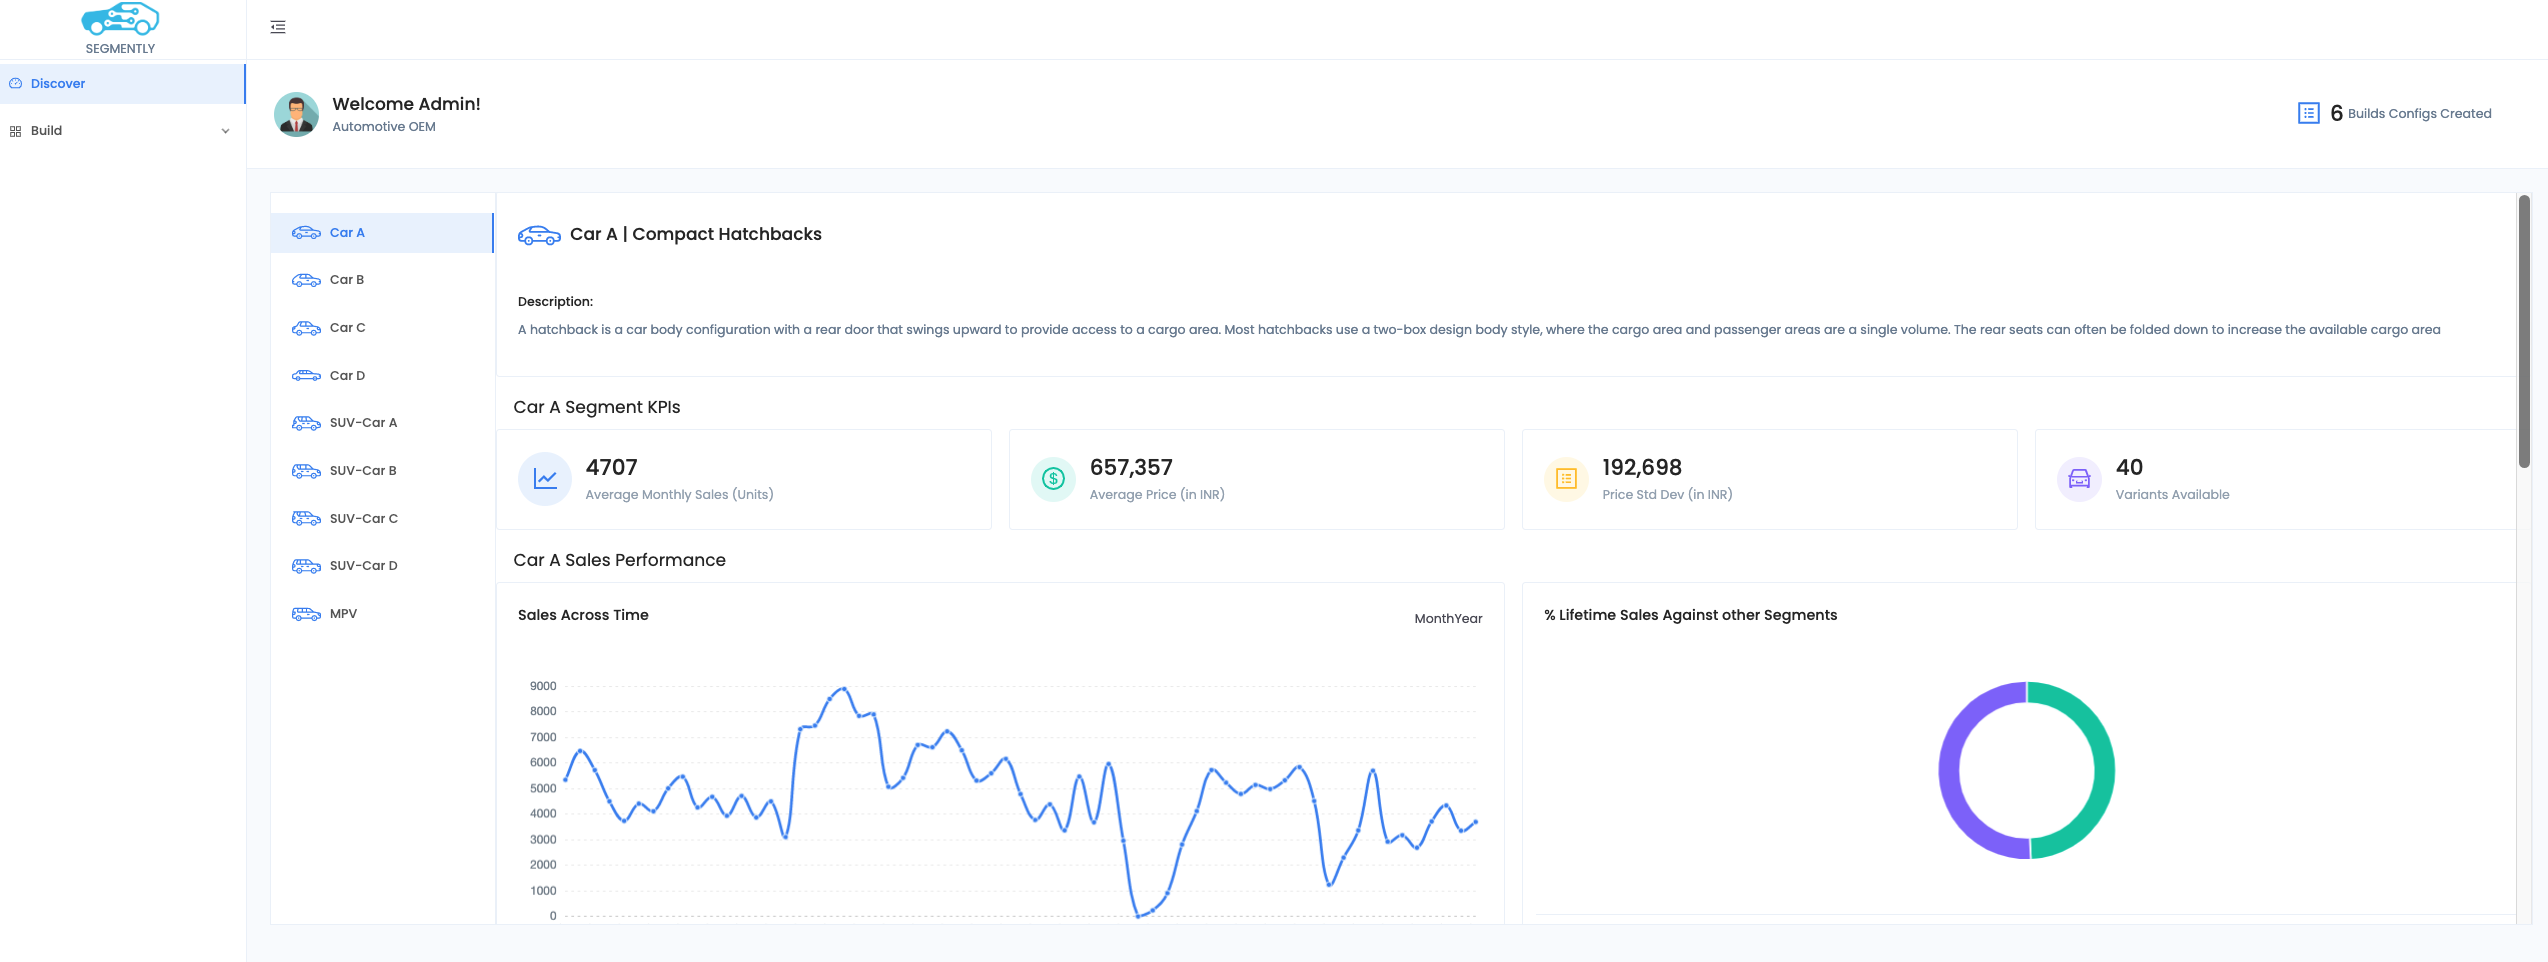 SEGMENTLY
Discover
Build
Welcome Admin!
Automotive OEM
6 Builds Configs Created
Car A
Car B
Car C
Car D
SUV-Car A
SUV-Car B
SUV-Car C
SUV-Car D
MPV
Car A | Compact Hatchbacks
Description:
A hatchback is a car body configuration with a rear door that swings upward to provide access to a cargo area. Most hatchbacks use a two-box design body style, where the cargo area and passenger areas are a single volume. The rear seats can often be folded down to increase the available cargo area
Car A Segment KPIs
4707
Average Monthly Sales (Units)
657,357
Average Price (in INR)
192,698
Price Std Dev (in INR)
40
Variants Available
Car A Sales Performance
Sales Across Time
MonthYear
9000
8000
7000
6000
5000
4000
3000
2000
1000
0
% Lifetime Sales Against other Segments